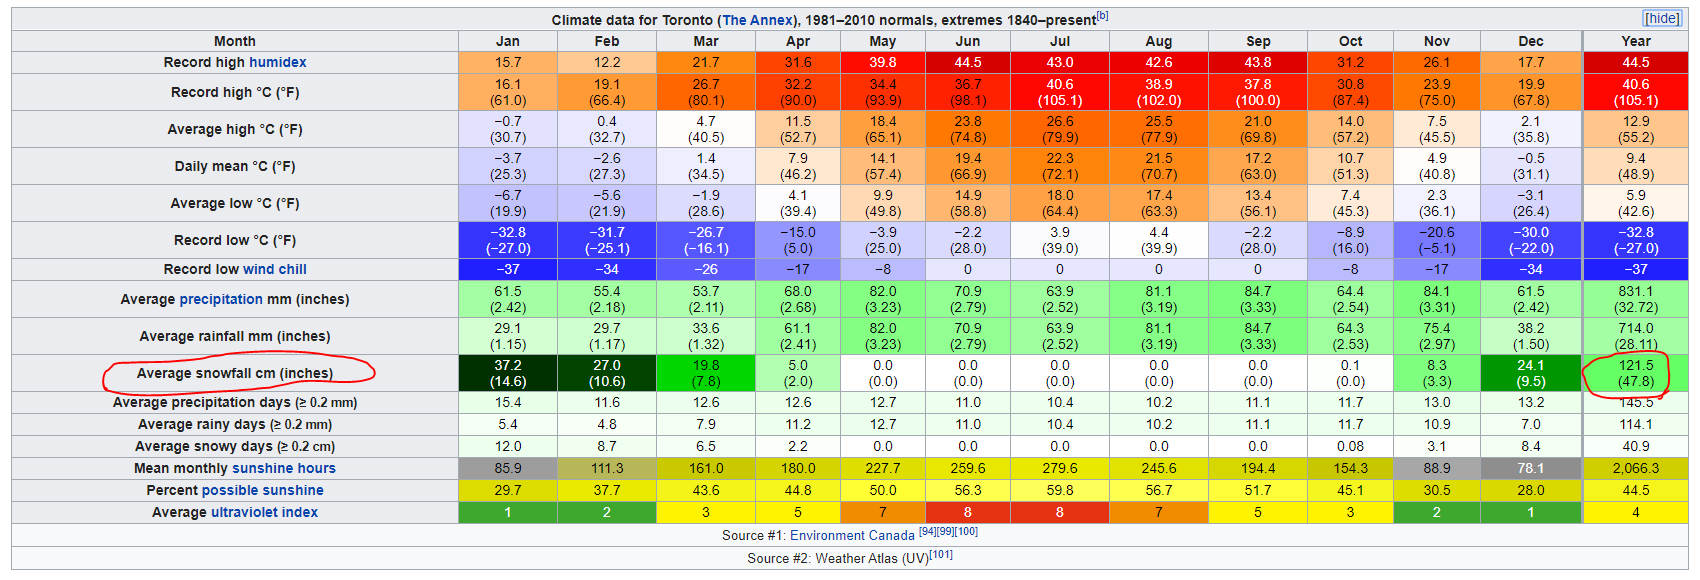 Climate data for Toronto (The Annex), 1981–2010 normals, extremes 1840–present[b] [hide]
Month Jan Feb Mar Apr May Jun Jul Aug Sep Oct Nov Dec Year
Record high humidex 15.7 12.2 21.7 31.6 39.8 44.5 43.0 42.6 43.8 31.2 26.1 17.7 44.5
Record high °C (°F) 16.1 19.1 26.7 32.2 34.4 36.7 40.6 38.9 37.8 30.8 23.9 19.9 40.6
(61.0) (66.4) (80.1) (90.0) (93.9) (98.1) (105.1) (102.0) (100.0) (87.4) (75.0) (67.8) (105.1)
Average high °C (°F) −0.7 0.4 4.7 11.5 18.4 23.8 26.6 25.5 21.0 14.0 7.5 2.1 12.9
(30.7) (32.7) (40.5) (52.7) (65.1) (74.8) (79.9) (77.9) (69.8) (57.2) (45.5) (35.8) (55.2)
Daily mean °C (°F) −3.7 −2.6 1.4 7.9 14.1 19.4 22.3 21.5 17.2 10.7 4.9 −0.5 9.4
(25.3) (27.3) (34.5) (46.2) (57.4) (66.9) (72.1) (70.7) (63.0) (51.3) (40.8) (31.1) (48.9)
Average low °C (°F) −6.7 −5.6 −1.9 4.1 9.9 14.9 18.0 17.4 13.4 7.4 2.3 −3.1 5.9
(19.9) (21.9) (28.6) (39.4) (49.8) (58.8) (64.4) (63.3) (56.1) (45.3) (36.1) (26.4) (42.6)
Record low °C (°F) −32.8 −31.7 −26.7 −15.0 −3.9 −2.2 3.9 4.4 −2.2 −8.9 −20.6 −30.0 −32.8
(−27.0) (−25.1) (−16.1) (5.0) (25.0) (28.0) (39.0) (39.9) (28.0) (16.0) (−5.1) (−22.0) (−27.0)
Record low wind chill −37 −34 −26 −17 −8 0 0 0 0 −8 −17 −34 −37
Average precipitation mm (inches) 61.5 55.4 53.7 68.0 82.0 70.9 63.9 81.1 84.7 64.4 84.1 61.5 831.1
(2.42) (2.18) (2.11) (2.68) (3.23) (2.79) (2.52) (3.19) (3.33) (2.54) (3.31) (2.42) (32.72)
Average rainfall mm (inches) 29.1 29.7 33.6 61.1 82.0 70.9 63.9 81.1 84.7 64.3 75.4 38.2 714.0
(1.15) (1.17) (1.32) (2.41) (3.23) (2.79) (2.52) (3.19) (3.33) (2.53) (2.97) (1.50) (28.11)
Average snowfall cm (inches) 37.2 27.0 19.8 5.0 0.0 0.0 0.0 0.0 0.0 0.1 8.3 24.1 121.5
(14.6) (10.6) (7.8) (2.0) (0.0) (0.0) (0.0) (0.0) (0.0) (0.0) (3.3) (9.5) (47.8)
Average precipitation days (≥ 0.2 mm) 15.4 11.6 12.6 12.6 12.7 11.0 10.4 10.2 11.1 11.7 13.0 13.2 145.5
Average rainy days (≥ 0.2 mm) 5.4 4.8 7.9 11.2 12.7 11.0 10.4 10.2 11.1 11.7 10.9 7.0 114.1
Average snowy days (≥ 0.2 cm) 12.0 8.7 6.5 2.2 0.0 0.0 0.0 0.0 0.0 0.08 3.1 8.4 40.9
Mean monthly sunshine hours 85.9 111.3 161.0 180.0 227.7 259.6 279.6 245.6 194.4 154.3 88.9 78.1 2,066.3
Percent possible sunshine 29.7 37.7 43.6 44.8 50.0 56.3 59.8 56.7 51.7 45.1 30.5 28.0 44.5
Average ultraviolet index 1 2 3 5 7 8 8 7 5 3 2 1 4
Source #1: Environment Canada [94][99][100]
Source #2: Weather Atlas (UV)[101]